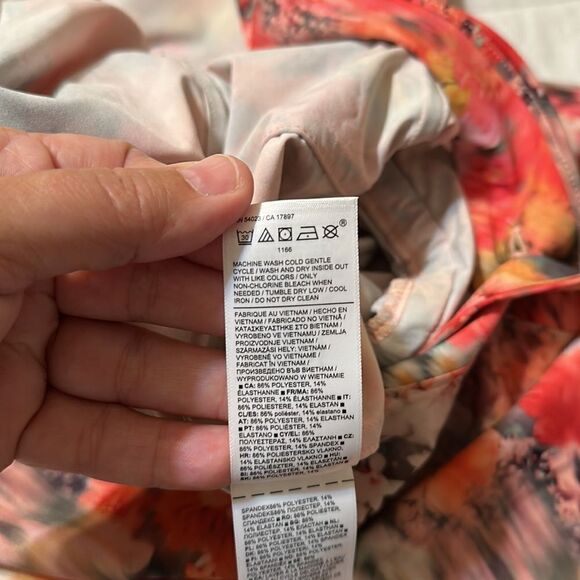 54023 / CA 17897
30
®
1166
MACHINE WASH COLD GENTLE
CYCLE / WASH AND DRY INSIDE OUT
WITH LIKE COLORS / ONLY
NON-CHLORINE BLEACH WHEN
NEEDED / TUMBLE DRY LOW / COOL
IRON / DO NOT DRY CLEAN
FABRIQUE AU VIETNAM / HECHO EN
VIETNAM / FABRICADO NO VIETNÃ /
ΚΑΤΑΣΚΕΥΑΣΤΗΚΕ ΣΤΟ ΒΙΕΤΝΑΜ /
VYROBENO VE VIETNAMU / ZEMLJA
PROIZVODNJE VIJETNAM /
SZÁRMAZÁSI HELY: VIETNÁM /
VYROBENÉ VO VIETNAME /
FABRICAT ÎN VIETNAM /
ПРОИЗВЕДЕНО ВЪВ ВИЕТНАМ /
WYPRODUKOWANO W WIETNAMIE
■ CA: 86% POLYESTER, 14%
ÉLASTHANNE ■ FR/MA: 86%
POLYESTER, 14% ÉLASTHANNE ■ IT:
86% POLIESTERE, 14% ELASTAN ■
CL/ES: 86% poliéster, 14% elastano ■
AT: 86% POLYESTER, 14% ELASTAN
■ PT: 86% POLIÉSTER, 14%
ELASTANO ■ CY/EL: 86%
ΠΟΛΥΕΣΤΕΡΑΣ, 14% ΕΛΑΣΤΑΝΗ ■ CZ:
86% POLYESTER, 14% SPANDEX
HR: 86% POLIESTERSKO VLAKNO,
14% ELASTANSKO VLAKNO ■ HU:
86% POLIÉSZTER, 14% ELASZTÁN ■
SPANDEX86% POLYESTER, 14%